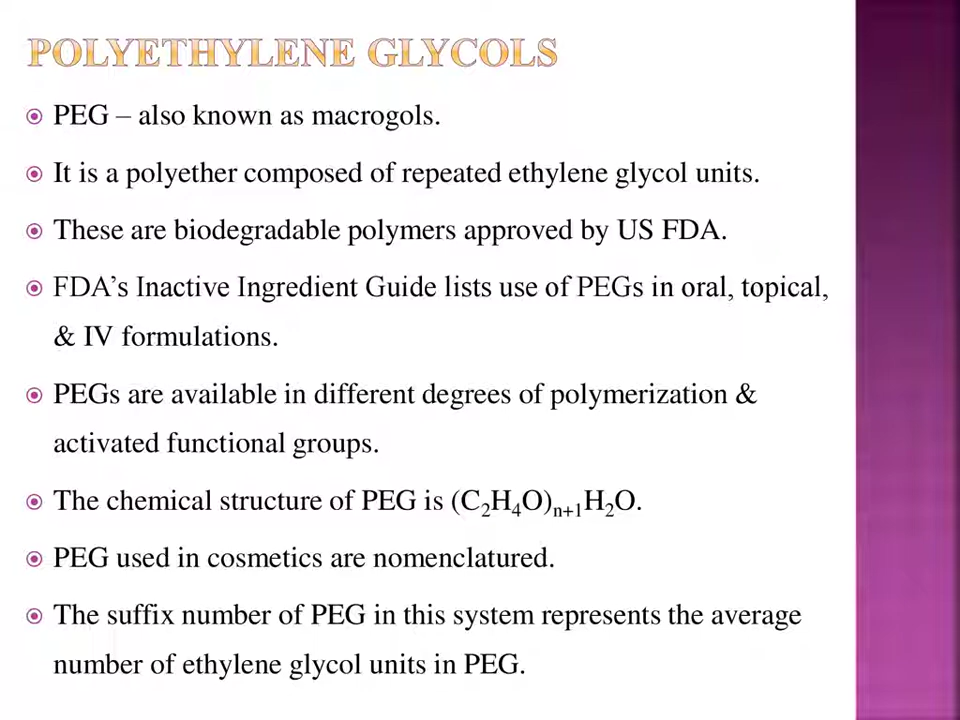 POLYETHYLENE GLYCOLS
PEG – also known as macrogols.
It is a polyether composed of repeated ethylene glycol units.
These are biodegradable polymers approved by US FDA.
FDA’s Inactive Ingredient Guide lists use of PEGs in oral, topical,
& IV formulations.
PEGs are available in different degrees of polymerization &
activated functional groups.
The chemical structure of PEG is (C₂H₄O)ₙ₊₁H₂O.
PEG used in cosmetics are nomenclatured.
The suffix number of PEG in this system represents the average
number of ethylene glycol units in PEG.